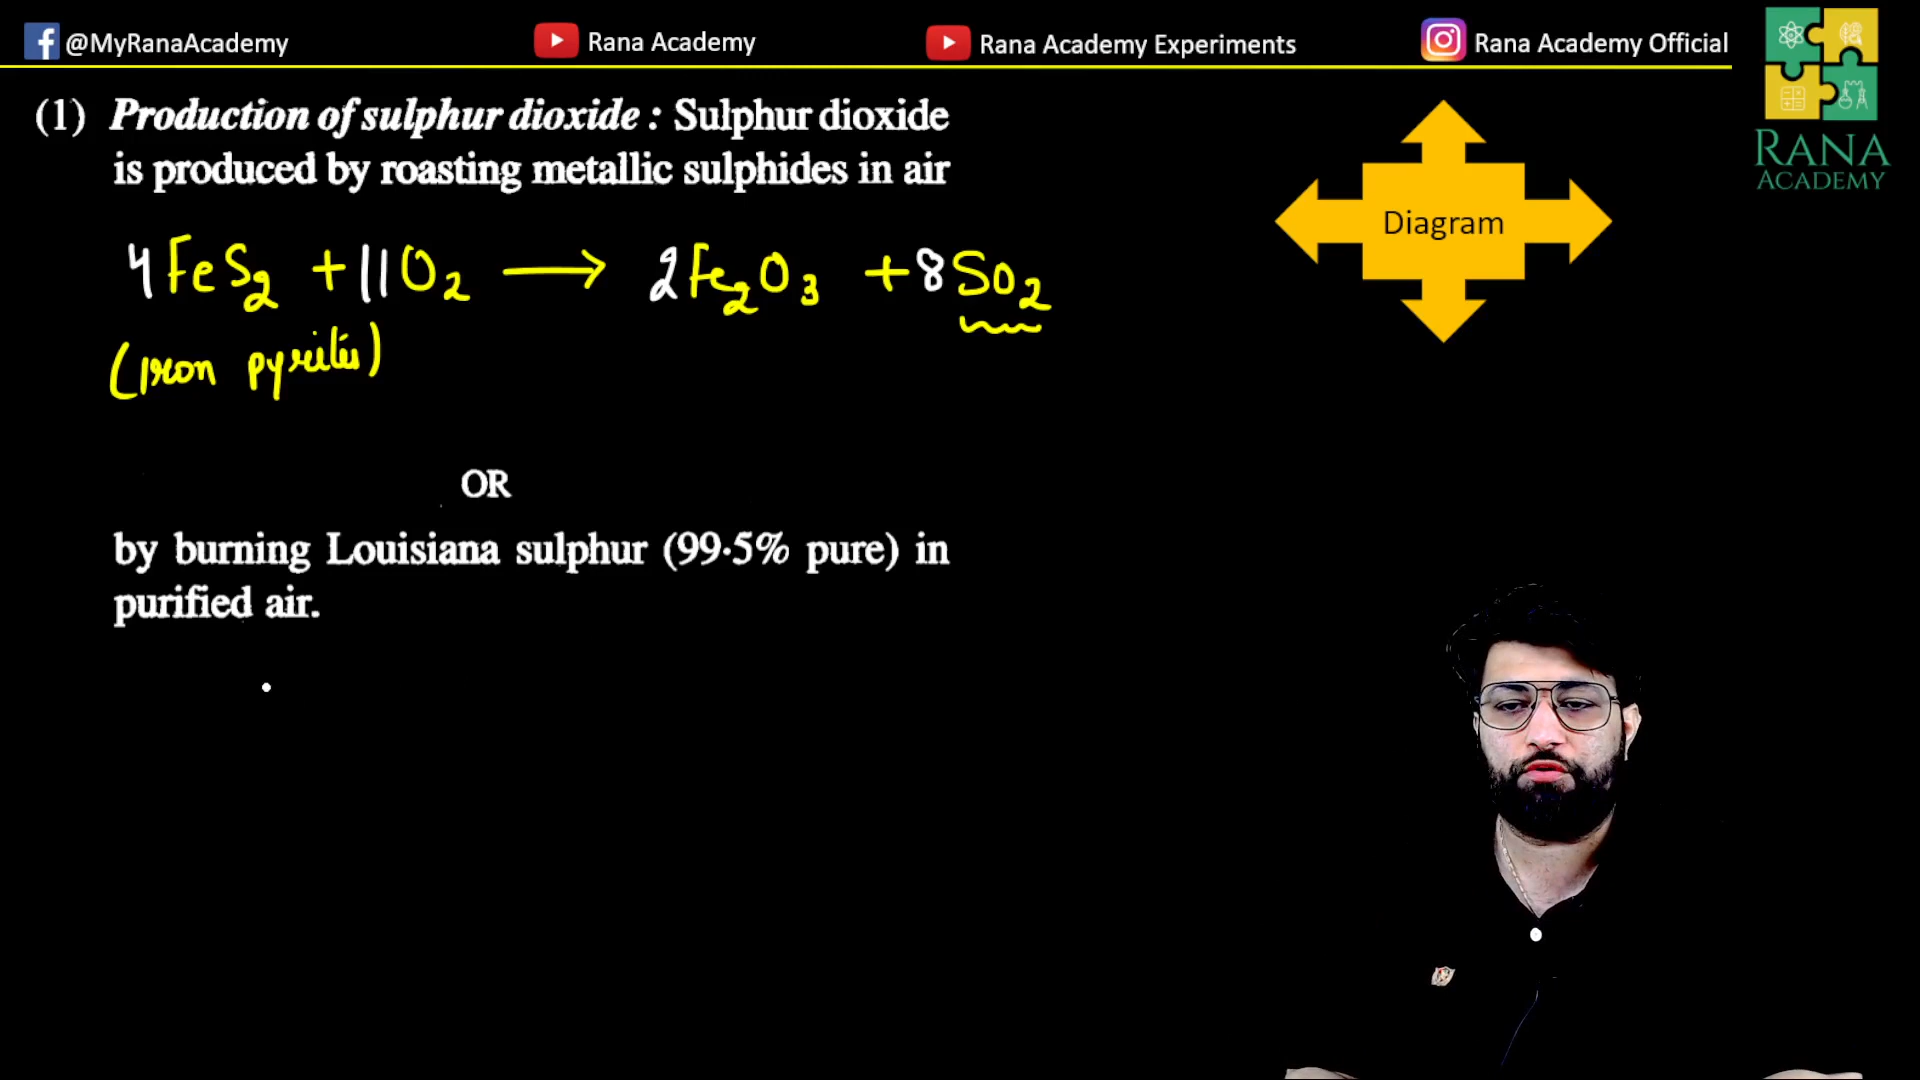 @MyRanaAcademy
Rana Academy
Rana Academy Experiments
Rana Academy Official
RANA
ACADEMY
(1) Production of sulphur dioxide : Sulphur dioxide
is produced by roasting metallic sulphides in air
Diagram
4FeS₂ + 11O₂ ⟶ 2Fe₂O₃ + 8SO₂
(Iron pyrites)
OR
by burning Louisiana sulphur (99·5% pure) in
purified air.